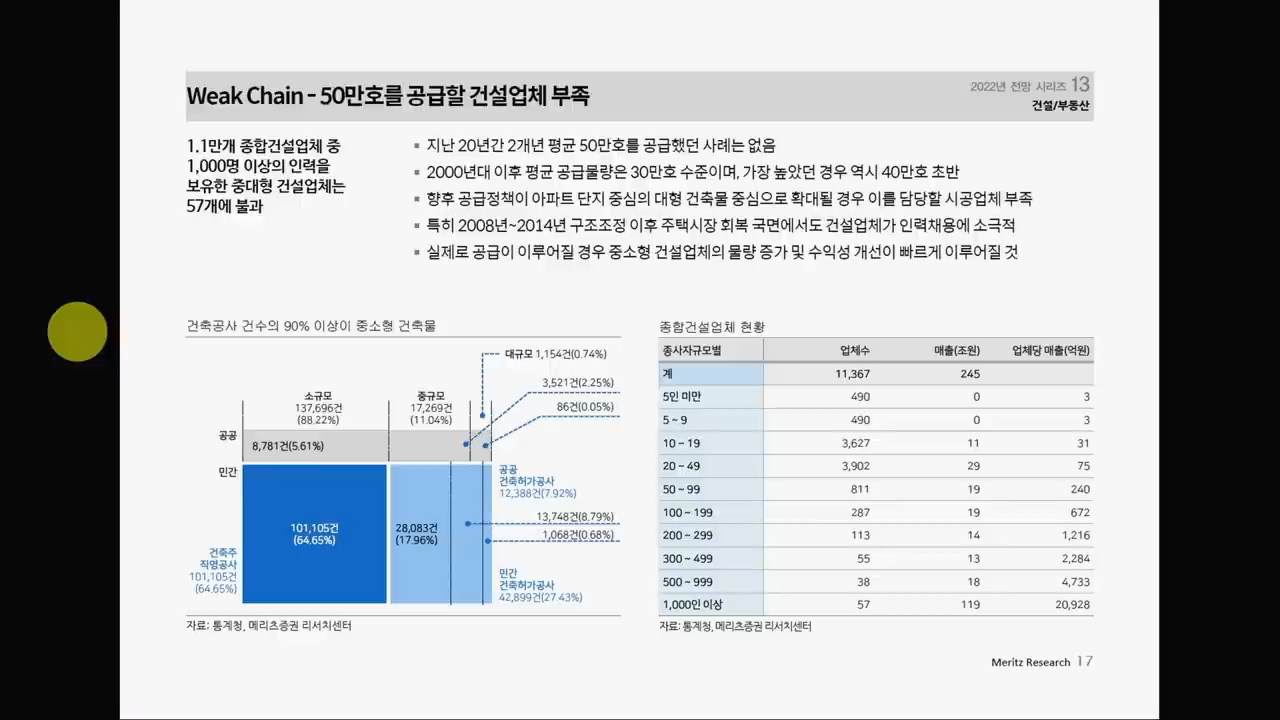 Weak Chain - 50만호를 공급할 건설업체 부족
2022년 전망 시리즈 13
건설/부동산
1.1만개 종합건설업체 중
1,000명 이상의 인력을
보유한 중대형 건설업체는
57개에 불과
▪ 지난 20년간 2개년 평균 50만호를 공급했던 사례는 없음
▪ 2000년대 이후 평균 공급물량은 30만호 수준이며, 가장 높았던 경우 역시 40만호 초반
▪ 향후 공급정책이 아파트 단지 중심의 대형 건축물 중심으로 확대될 경우 이를 담당할 시공업체 부족
▪ 특히 2008년~2014년 구조조정 이후 주택시장 회복 국면에서도 건설업체가 인력채용에 소극적
▪ 실제로 공급이 이루어질 경우 중소형 건설업체의 물량 증가 및 수익성 개선이 빠르게 이루어질 것
건축공사 건수의 90% 이상이 중소형 건축물
대규모 1,154건(0.74%)
3,521건(2.25%)
86건(0.05%)
소규모
137,696건
(88.22%)
중규모
17,269건
(11.04%)
공공
8,781건(5.61%)
민간
공공
건축허가공사
12,388건(7.92%)
101,105건
(64.65%)
28,083건
(17.96%)
13,748건(8.79%)
1,068건(0.68%)
건축주
직영공사
101,105건
(64.65%)
민간
건축허가공사
42,899건(27.43%)
자료: 통계청, 메리츠증권 리서치센터
종합건설업체 현황
종사자규모별 업체수 매출(조원) 업체당 매출(억원)
계 11,367 245
5인 미만 490 0 3
5 ~ 9 490 0 3
10 ~ 19 3,627 11 31
20 ~ 49 3,902 29 75
50 ~ 99 811 19 240
100 ~ 199 287 19 672
200 ~ 299 113 14 1,216
300 ~ 499 55 13 2,284
500 ~ 999 38 18 4,733
1,000인 이상 57 119 20,928
자료: 통계청, 메리츠증권 리서치센터
Meritz Research 17